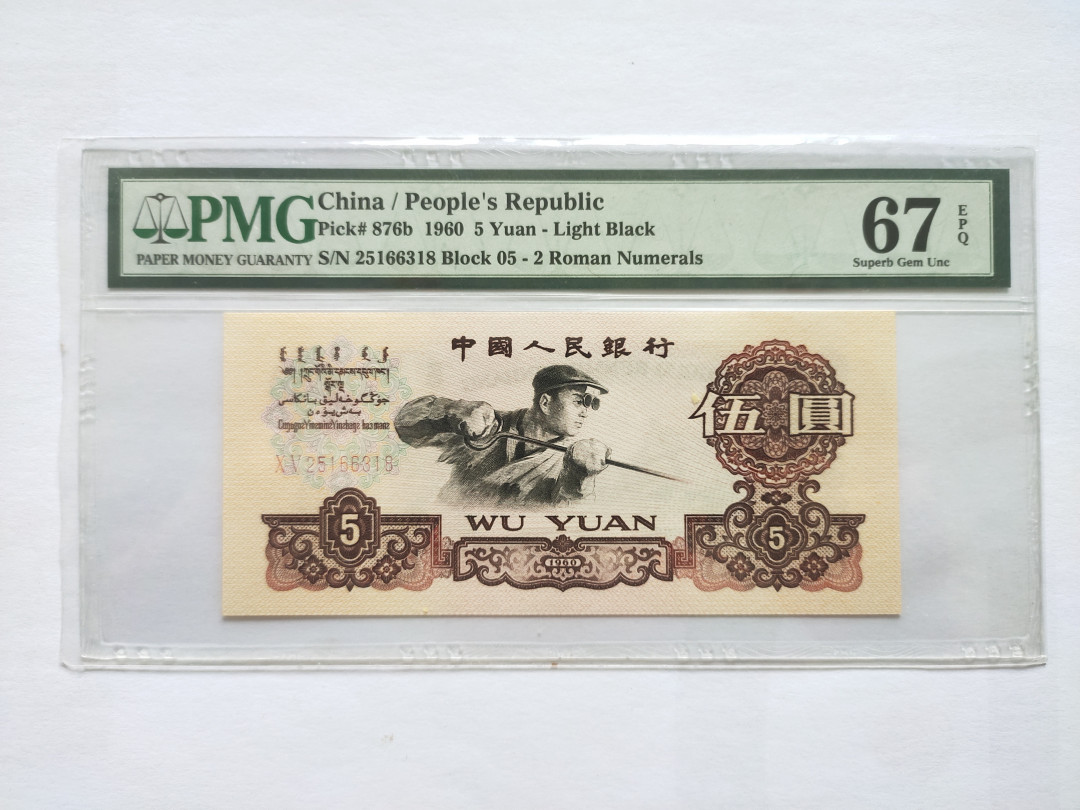 PMG
PAPER MONEY GUARANTY
China / People's Republic
Pick# 876b 1960 5 Yuan - Light Black
S/N 25166318 Block 05 - 2 Roman Numerals
67
EPQ
Superb Gem Unc
中國人民銀行
X V 25166318
伍圓
5
WU YUAN
5
1960